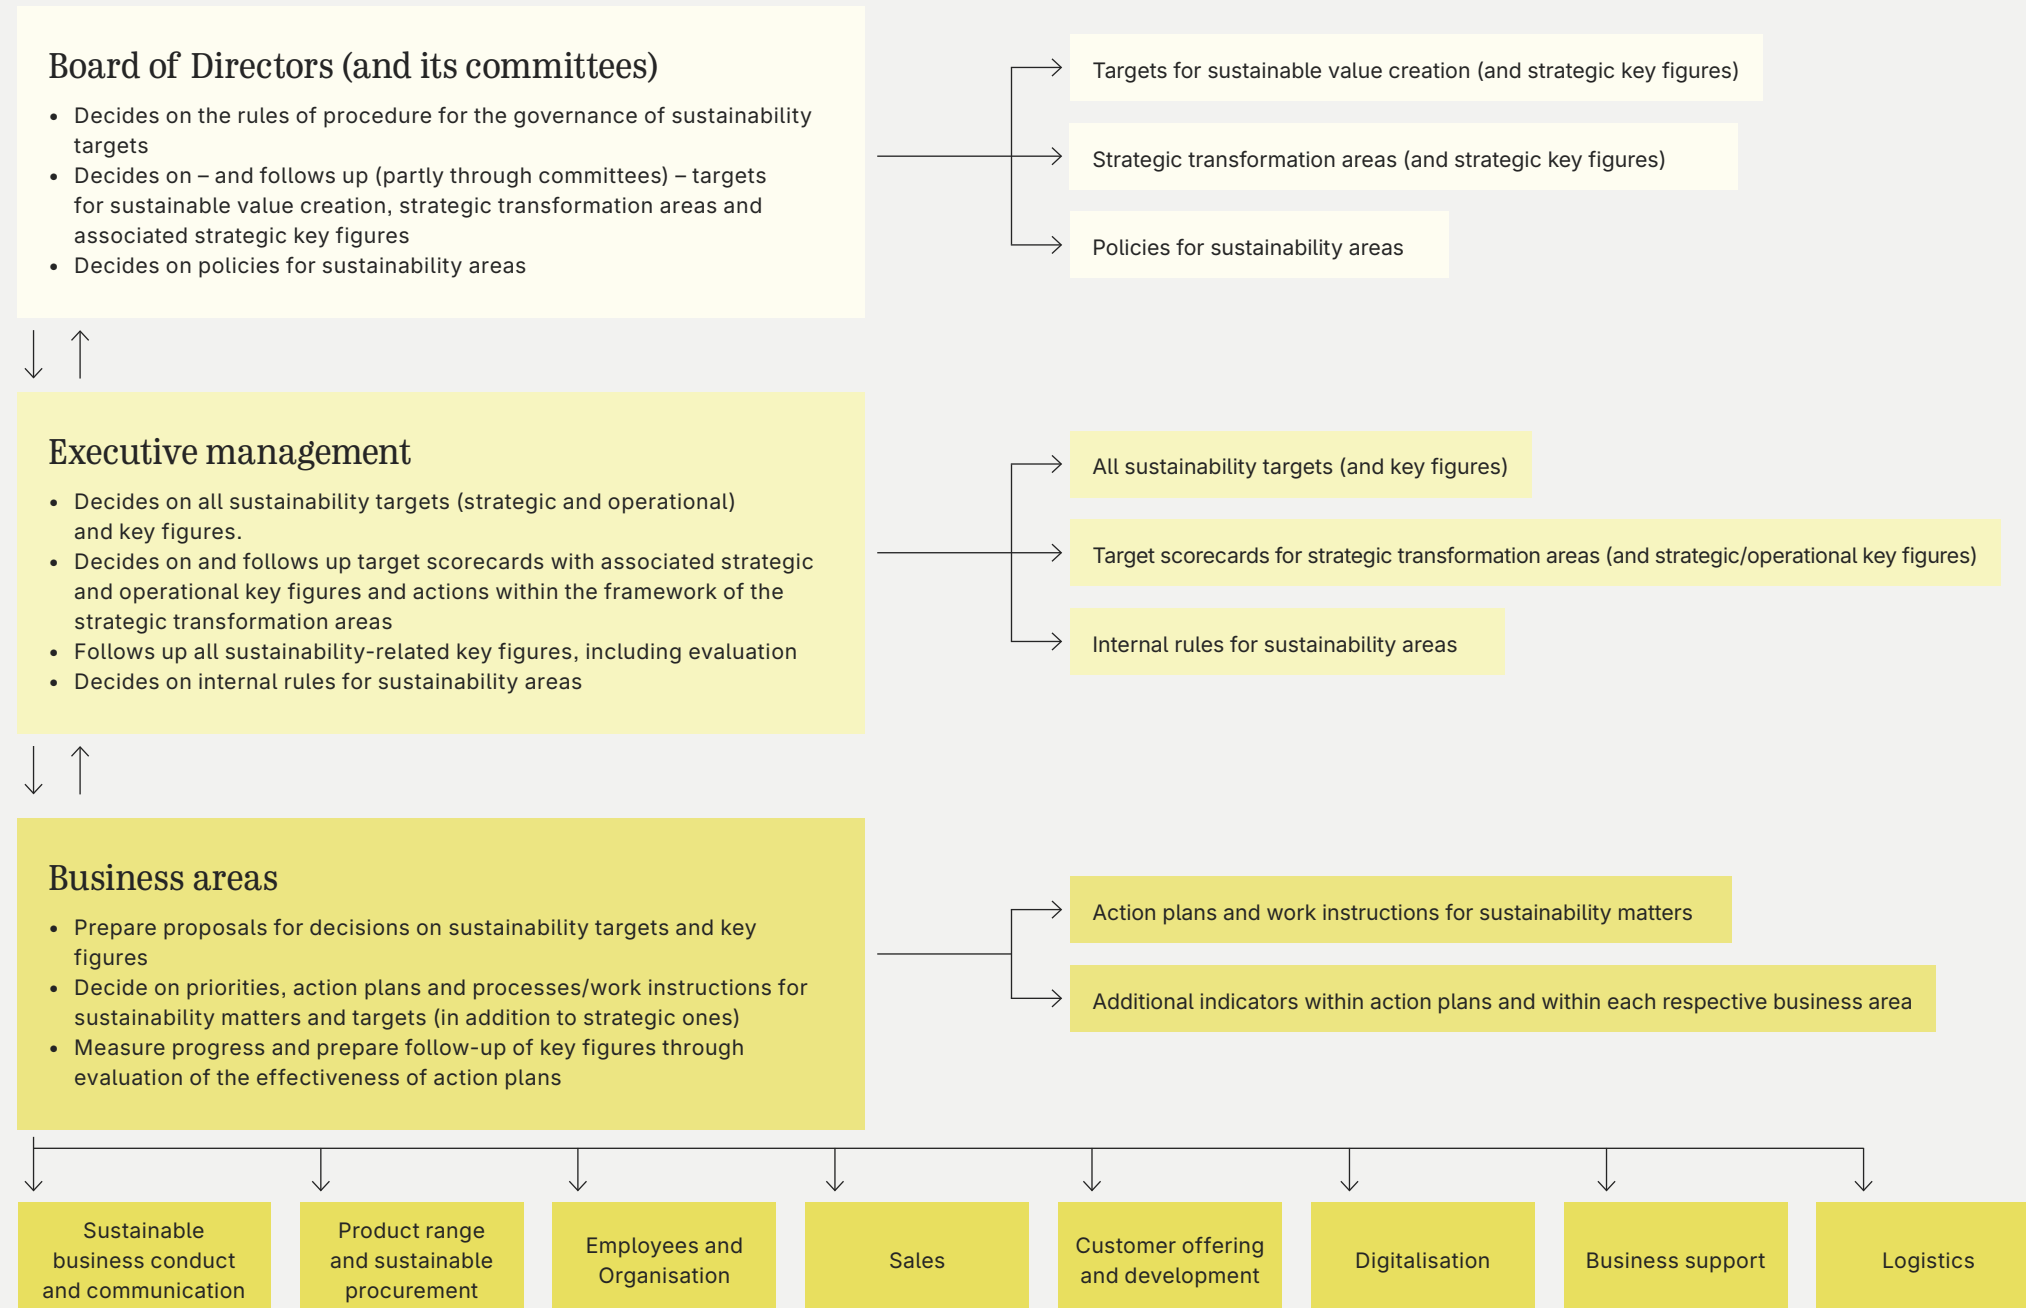 Board of Directors (and its committees)
• Decides on the rules of procedure for the governance of sustainability
targets
• Decides on – and follows up (partly through committees) – targets
for sustainable value creation, strategic transformation areas and
associated strategic key figures
• Decides on policies for sustainability areas
Targets for sustainable value creation (and strategic key figures)
Strategic transformation areas (and strategic key figures)
Policies for sustainability areas
Executive management
• Decides on all sustainability targets (strategic and operational)
and key figures.
• Decides on and follows up target scorecards with associated strategic
and operational key figures and actions within the framework of the
strategic transformation areas
• Follows up all sustainability-related key figures, including evaluation
• Decides on internal rules for sustainability areas
All sustainability targets (and key figures)
Target scorecards for strategic transformation areas (and strategic/operational key figures)
Internal rules for sustainability areas
Business areas
• Prepare proposals for decisions on sustainability targets and key
figures
• Decide on priorities, action plans and processes/work instructions for
sustainability matters and targets (in addition to strategic ones)
• Measure progress and prepare follow-up of key figures through
evaluation of the effectiveness of action plans
Action plans and work instructions for sustainability matters
Additional indicators within action plans and within each respective business area
Sustainable
business conduct
and communication
Product range
and sustainable
procurement
Employees and
Organisation
Sales
Customer offering
and development
Digitalisation
Business support
Logistics